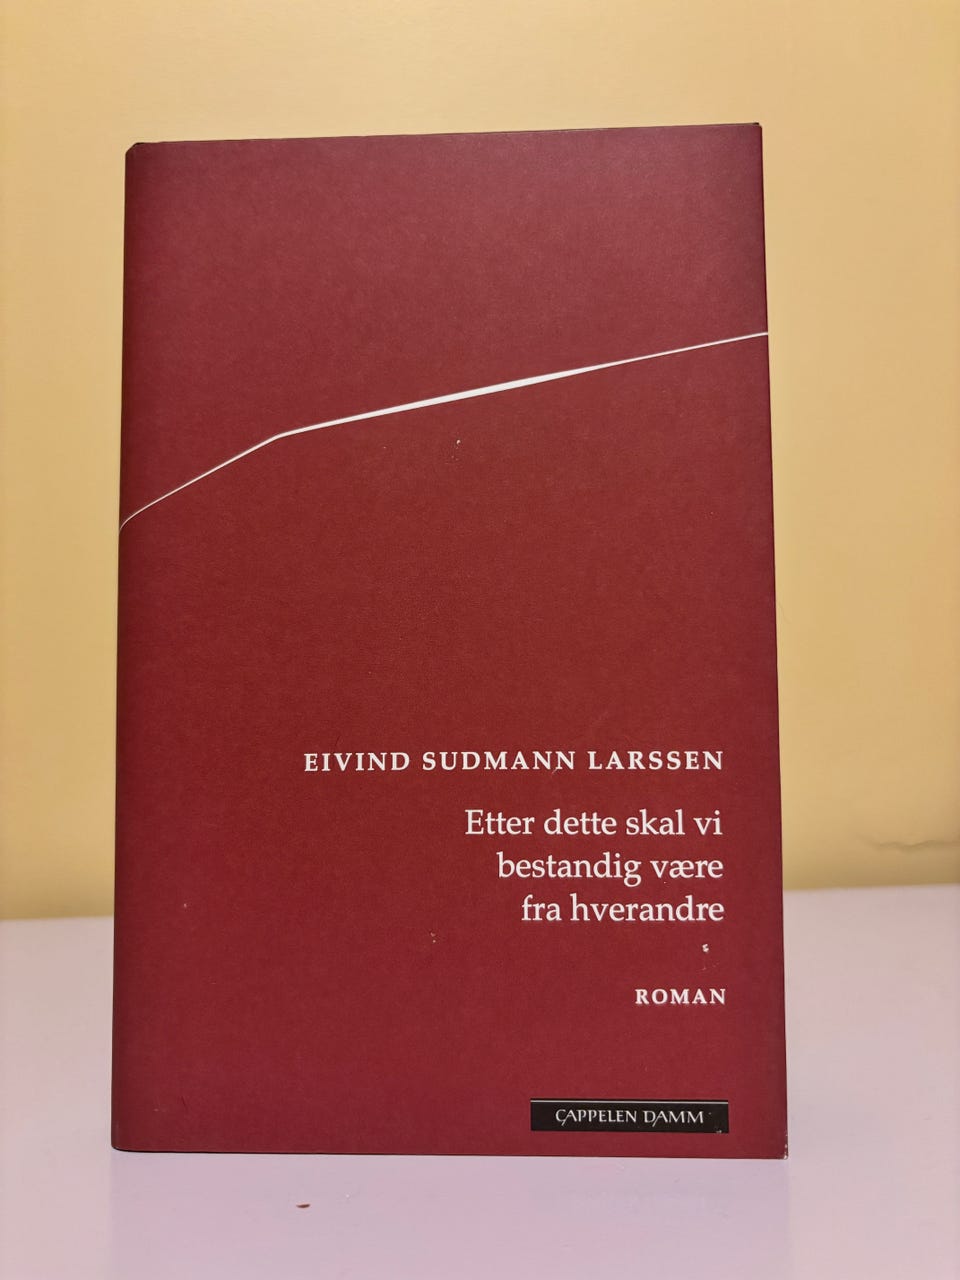 EIVIND SUDMANN LARSSEN
Etter dette skal vi
bestandig være
fra hverandre
ROMAN
CAPPELEN DAMM